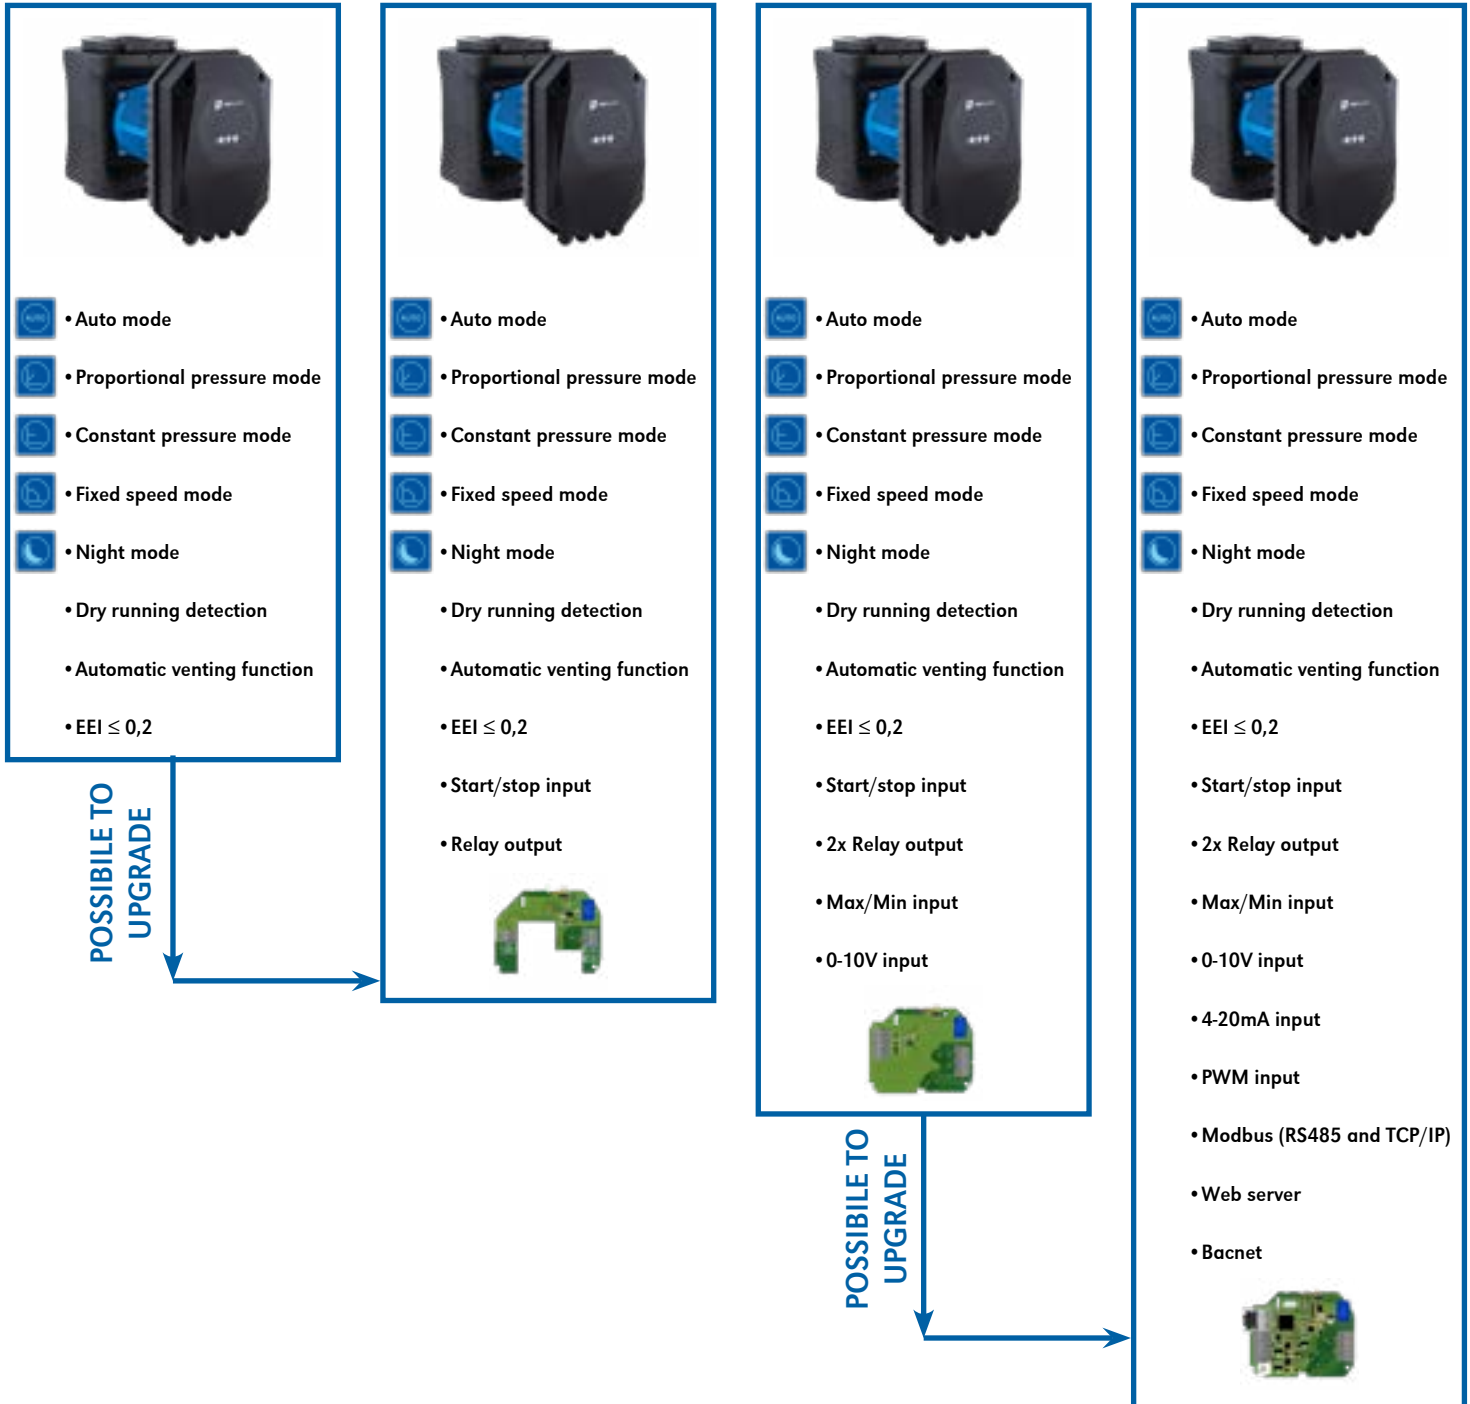 • Auto mode
• Proportional pressure mode
• Constant pressure mode
• Fixed speed mode
• Night mode
• Dry running detection
• Automatic venting function
• EEI ≤ 0,2
POSSIBILE TO
UPGRADE
• Auto mode
• Proportional pressure mode
• Constant pressure mode
• Fixed speed mode
• Night mode
• Dry running detection
• Automatic venting function
• EEI ≤ 0,2
• Start/stop input
• Relay output
• Auto mode
• Proportional pressure mode
• Constant pressure mode
• Fixed speed mode
• Night mode
• Dry running detection
• Automatic venting function
• EEI ≤ 0,2
• Start/stop input
• 2x Relay output
• Max/Min input
• 0-10V input
POSSIBILE TO
UPGRADE
• Auto mode
• Proportional pressure mode
• Constant pressure mode
• Fixed speed mode
• Night mode
• Dry running detection
• Automatic venting function
• EEI ≤ 0,2
• Start/stop input
• 2x Relay output
• Max/Min input
• 0-10V input
• 4-20mA input
• PWM input
• Modbus (RS485 and TCP/IP)
• Web server
• Bacnet